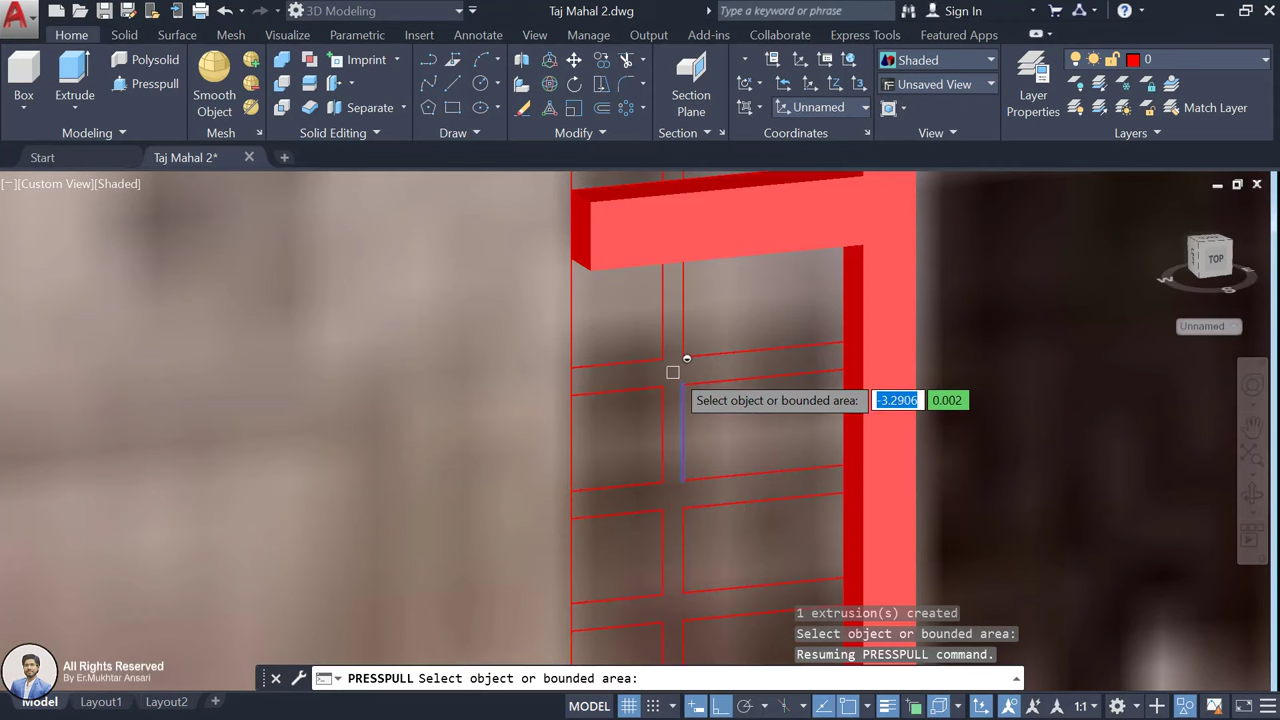 A
3D Modeling
Taj Mahal 2.dwg
Type a keyword or phrase
Sign In
?
Home
Solid
Surface
Mesh
Visualize
Parametric
Insert
Annotate
View
Manage
Output
Add-ins
Collaborate
Express Tools
Featured Apps
Box
Extrude
Polysolid
Presspull
Modeling
Smooth
Object
Mesh
Imprint
Separate
Solid Editing
Draw
Modify
Section
Plane
Section
Unnamed
Coordinates
Shaded
Unsaved View
View
Layer
Properties
0
Match Layer
Layers
Start
Taj Mahal 2*
[−][Custom View][Shaded]
TOP
W
Unnamed
Select object or bounded area:
-3.2906
0.002
1 extrusion(s) created
Select object or bounded area:
Resuming PRESSPULL command.
All Rights Reserved
By Er.Mukhtar Ansari
PRESSPULL Select object or bounded area:
Model
Layout1
Layout2
MODEL
1:1